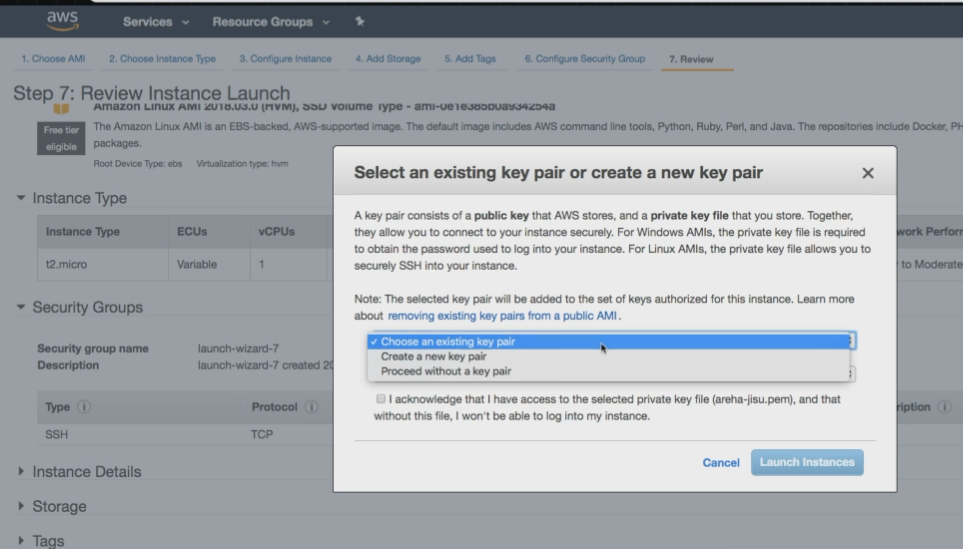 aws
Services
Resource Groups
1. Choose AMI
2. Choose Instance Type
3. Configure Instance
4. Add Storage
5. Add Tags
6. Configure Security Group
7. Review
Step 7: Review Instance Launch
Amazon Linux AMI 2018.03.0 (HVM), SSD Volume Type - ami-0e1e385b0a934254a
Free tier
eligible
The Amazon Linux AMI is an EBS-backed, AWS-supported image. The default image includes AWS command line tools, Python, Ruby, Perl, and Java. The repositories include Docker, PH
packages.
Root Device Type: ebs Virtualization type: hvm
Instance Type
Instance Type
ECUs
vCPUs
work Perform
t2.micro
Variable
1
to Moderate
Security Groups
Security group name
launch-wizard-7
Description
launch-wizard-7 created 20
Type
Protocol
ription
SSH
TCP
Instance Details
Storage
Tags
Select an existing key pair or create a new key pair
A key pair consists of a public key that AWS stores, and a private key file that you store. Together,
they allow you to connect to your instance securely. For Windows AMIs, the private key file is required
to obtain the password used to log into your instance. For Linux AMIs, the private key file allows you to
securely SSH into your instance.
Note: The selected key pair will be added to the set of keys authorized for this instance. Learn more
about removing existing key pairs from a public AMI.
✓ Choose an existing key pair
Create a new key pair
Proceed without a key pair
I acknowledge that I have access to the selected private key file (areha-jisu.pem), and that
without this file, I won't be able to log into my instance.
Cancel
Launch Instances